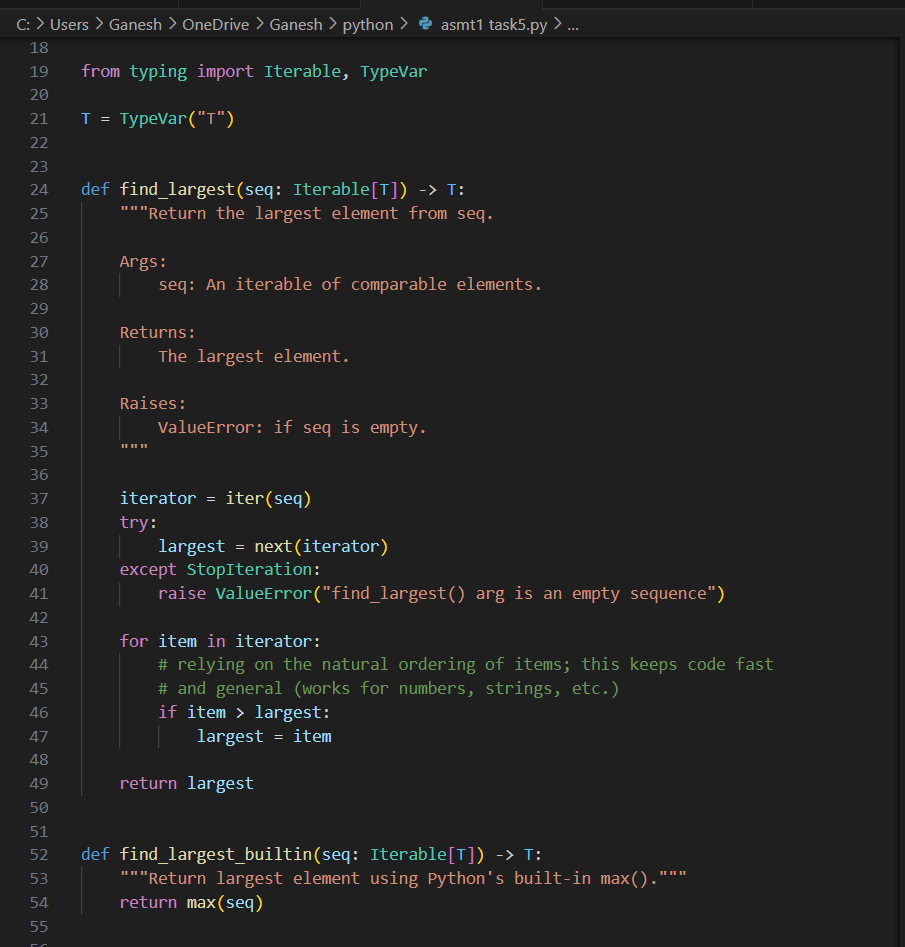 C: > Users > Ganesh > OneDrive > Ganesh > python > asmt1 task5.py > ...
18
19 from typing import Iterable, TypeVar
20
21 T = TypeVar("T")
22
23
24 def find_largest(seq: Iterable[T]) -> T:
25     """Return the largest element from seq.
26
27     Args:
28         seq: An iterable of comparable elements.
29
30     Returns:
31         The largest element.
32
33     Raises:
34         ValueError: if seq is empty.
35     """
36
37     iterator = iter(seq)
38     try:
39         largest = next(iterator)
40     except StopIteration:
41         raise ValueError("find_largest() arg is an empty sequence")
42
43     for item in iterator:
44         # relying on the natural ordering of items; this keeps code fast
45         # and general (works for numbers, strings, etc.)
46         if item > largest:
47             largest = item
48
49     return largest
50
51
52 def find_largest_builtin(seq: Iterable[T]) -> T:
53     """Return largest element using Python's built-in max()."""
54     return max(seq)
55